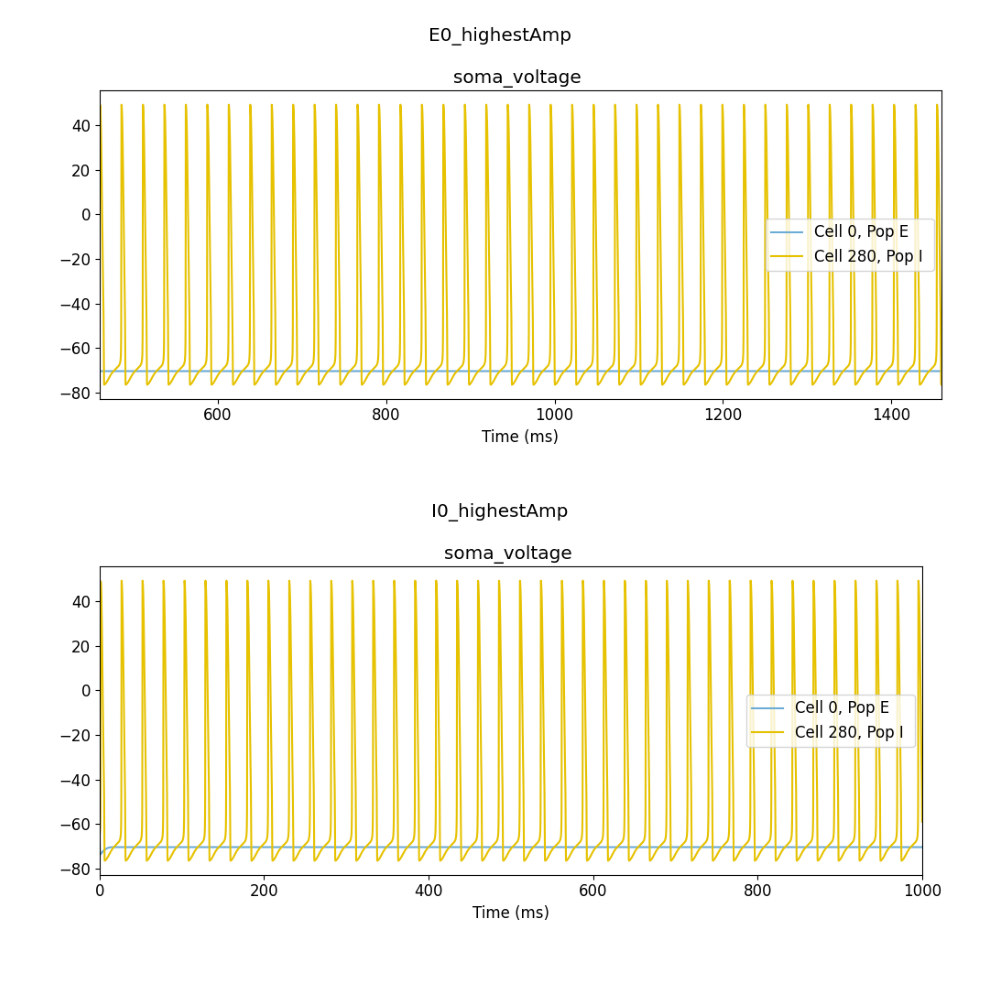 E0_highestAmp
soma_voltage
40
20
0
−20
−40
−60
−80
Cell 0, Pop E
Cell 280, Pop I
600 800 1000 1200 1400
Time (ms)
I0_highestAmp
soma_voltage
40
20
0
−20
−40
−60
−80
Cell 0, Pop E
Cell 280, Pop I
0 200 400 600 800 1000
Time (ms)